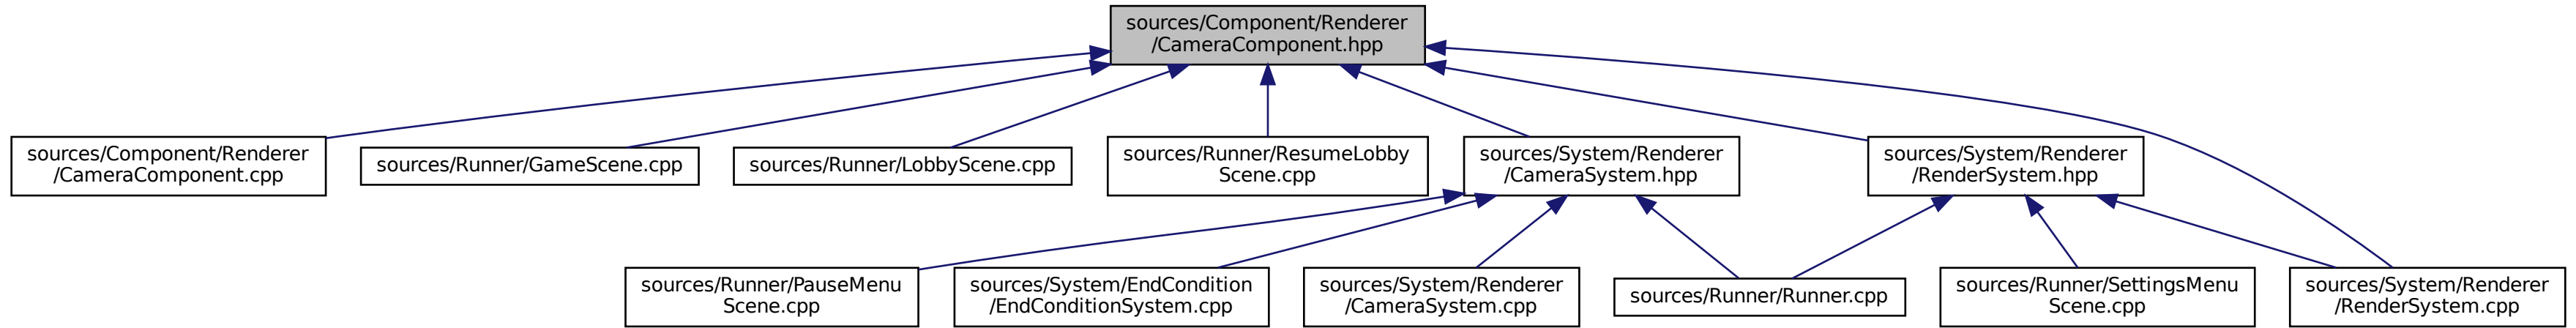 sources/Component/Renderer
/CameraComponent.hpp
sources/Component/Renderer
/CameraComponent.cpp
sources/Runner/GameScene.cpp
sources/Runner/LobbyScene.cpp
sources/Runner/ResumeLobby
Scene.cpp
sources/System/Renderer
/CameraSystem.hpp
sources/System/Renderer
/RenderSystem.hpp
sources/Runner/PauseMenu
Scene.cpp
sources/System/EndCondition
/EndConditionSystem.cpp
sources/System/Renderer
/CameraSystem.cpp
sources/Runner/Runner.cpp
sources/Runner/SettingsMenu
Scene.cpp
sources/System/Renderer
/RenderSystem.cpp